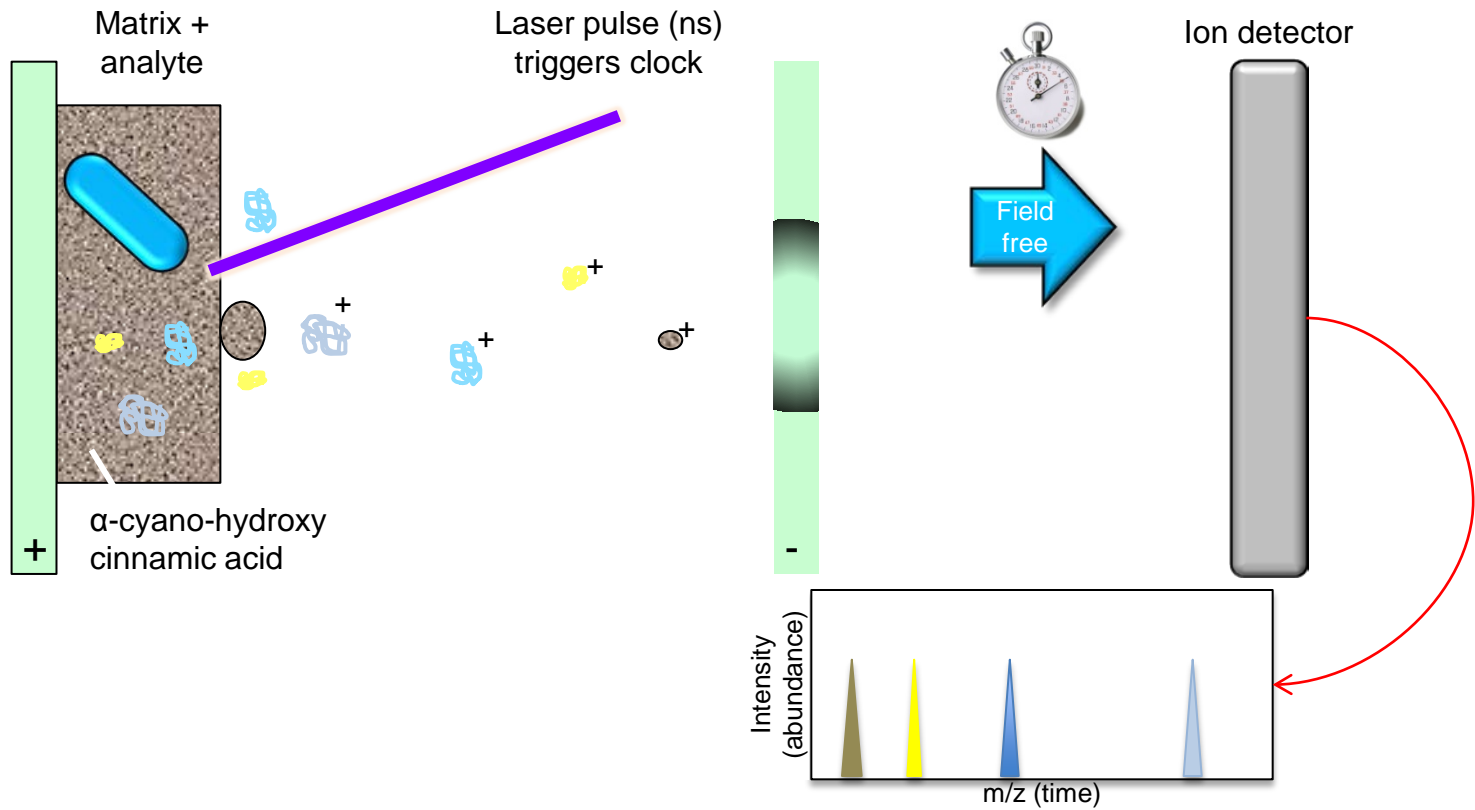 Matrix +
analyte
Laser pulse (ns)
triggers clock
Ion detector
Field
free
+
+
+
+
α-cyano-hydroxy
cinnamic acid
+
-
Intensity
(abundance)
m/z (time)